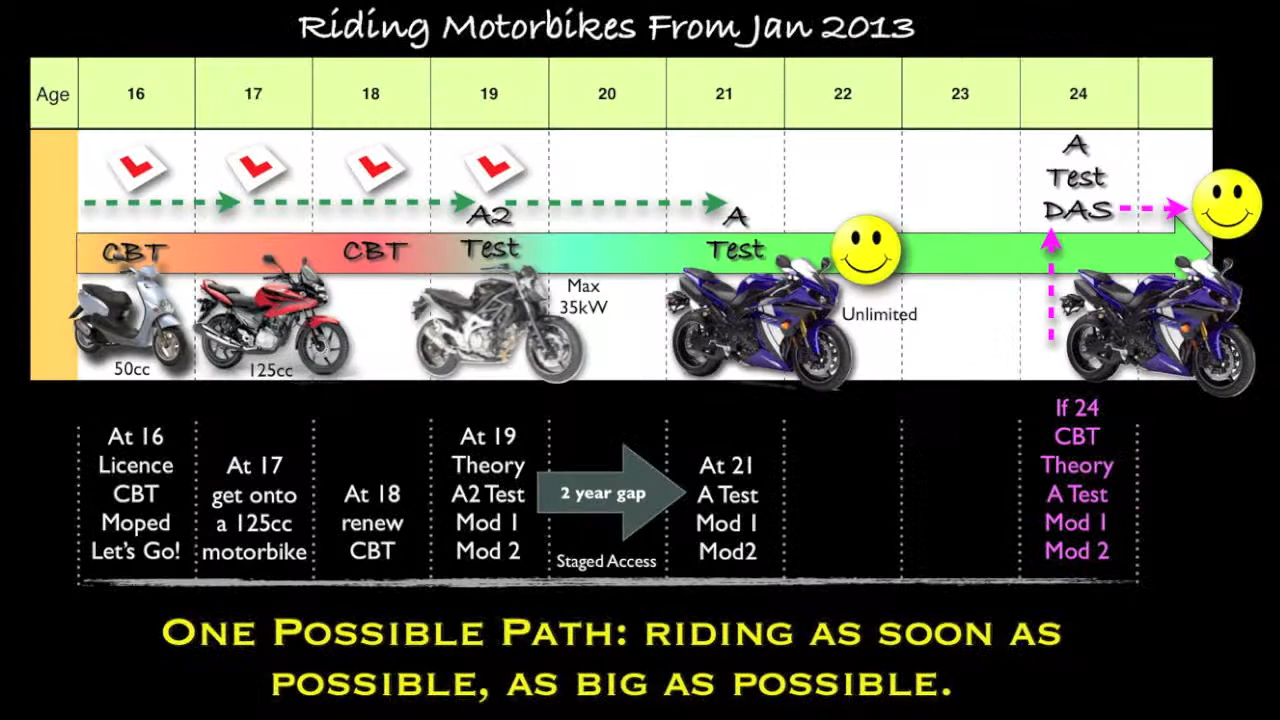 Riding Motorbikes From Jan 2013
Age 16 17 18 19 20 21 22 23 24
L L L L
CBT
CBT
A2
Test
A
Test
A
Test
DAS
50cc
125cc
Max
35kW
Unlimited
At 16
Licence
CBT
Moped
Let's Go!
At 17
get onto
a 125cc
motorbike
At 18
renew
CBT
At 19
Theory
A2 Test
Mod 1
Mod 2
2 year gap
Staged Access
At 21
A Test
Mod 1
Mod2
If 24
CBT
Theory
A Test
Mod 1
Mod 2
One Possible Path: riding as soon as
possible, as big as possible.